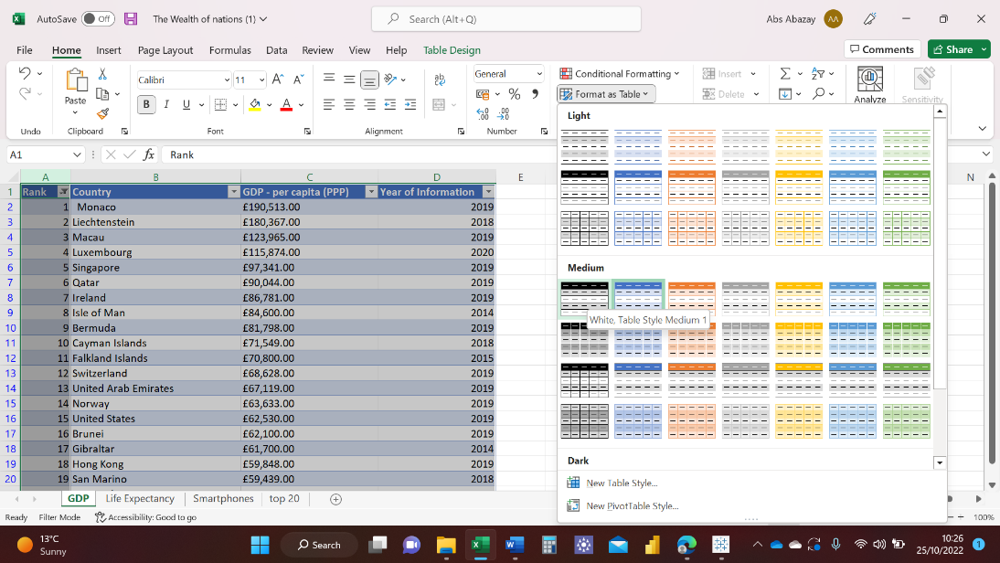 AutoSave Off The Wealth of nations (1) Search (Alt+Q) Abs Abazay AA
File Home Insert Page Layout Formulas Data Review View Help Table Design Comments Share
Calibri 11 General Conditional Formatting Insert
Paste B I U % Format as Table Delete Analyze Sensitivity
Undo Clipboard Font Alignment Number
A1 fx Rank
Light
A B C D E N
1 Rank Country GDP - per capita (PPP) Year of Information
2 1 Monaco £190,513.00 2019
3 2 Liechtenstein £180,367.00 2018
4 3 Macau £123,965.00 2019
5 4 Luxembourg £115,874.00 2020
6 5 Singapore £97,341.00 2019
7 6 Qatar £90,044.00 2019
8 7 Ireland £86,781.00 2019
9 8 Isle of Man £84,600.00 2014
10 9 Bermuda £81,798.00 2019
11 10 Cayman Islands £71,549.00 2018
12 11 Falkland Islands £70,800.00 2015
13 12 Switzerland £68,628.00 2019
14 13 United Arab Emirates £67,119.00 2019
15 14 Norway £63,633.00 2019
16 15 United States £62,530.00 2019
17 16 Brunei £62,100.00 2019
18 17 Gibraltar £61,700.00 2014
19 18 Hong Kong £59,848.00 2019
20 19 San Marino £59,439.00 2018
Medium
White, Table Style Medium 1
Dark
New Table Style...
New PivotTable Style...
GDP Life Expectancy Smartphones top 20
Ready Filter Mode Accessibility: Good to go 100%
13°C
Sunny
Search
10:26
25/10/2022
1